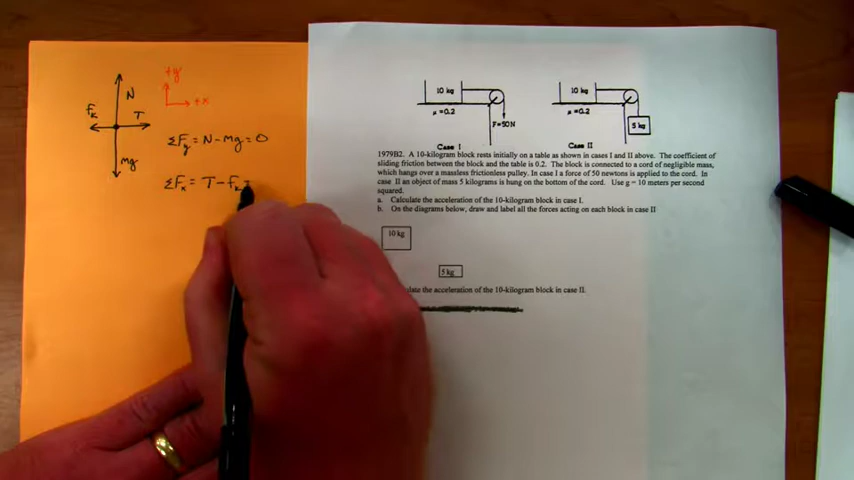 N
+y
fk
T
+x
ΣFy = N - mg = 0
mg
ΣFx = T - fk =
10 kg
μ=0.2
F=50N
CASE I
10 kg
μ=0.2
5 kg
CASE II
1979B2. A 10-kilogram block rests initially on a table as shown in cases I and II above. The coefficient of
sliding friction between the block and the table is 0.2. The block is connected to a cord of negligible mass,
which hangs over a massless frictionless pulley. In case I a force of 50 newtons is applied to the cord. In
case II an object of mass 5 kilograms is hung on the bottom of the cord. Use g = 10 meters per second
squared.
a. Calculate the acceleration of the 10-kilogram block in case I.
b. On the diagrams below, draw and label all the forces acting on each block in case II
10 kg
5 kg
ulate the acceleration of the 10-kilogram block in case II.